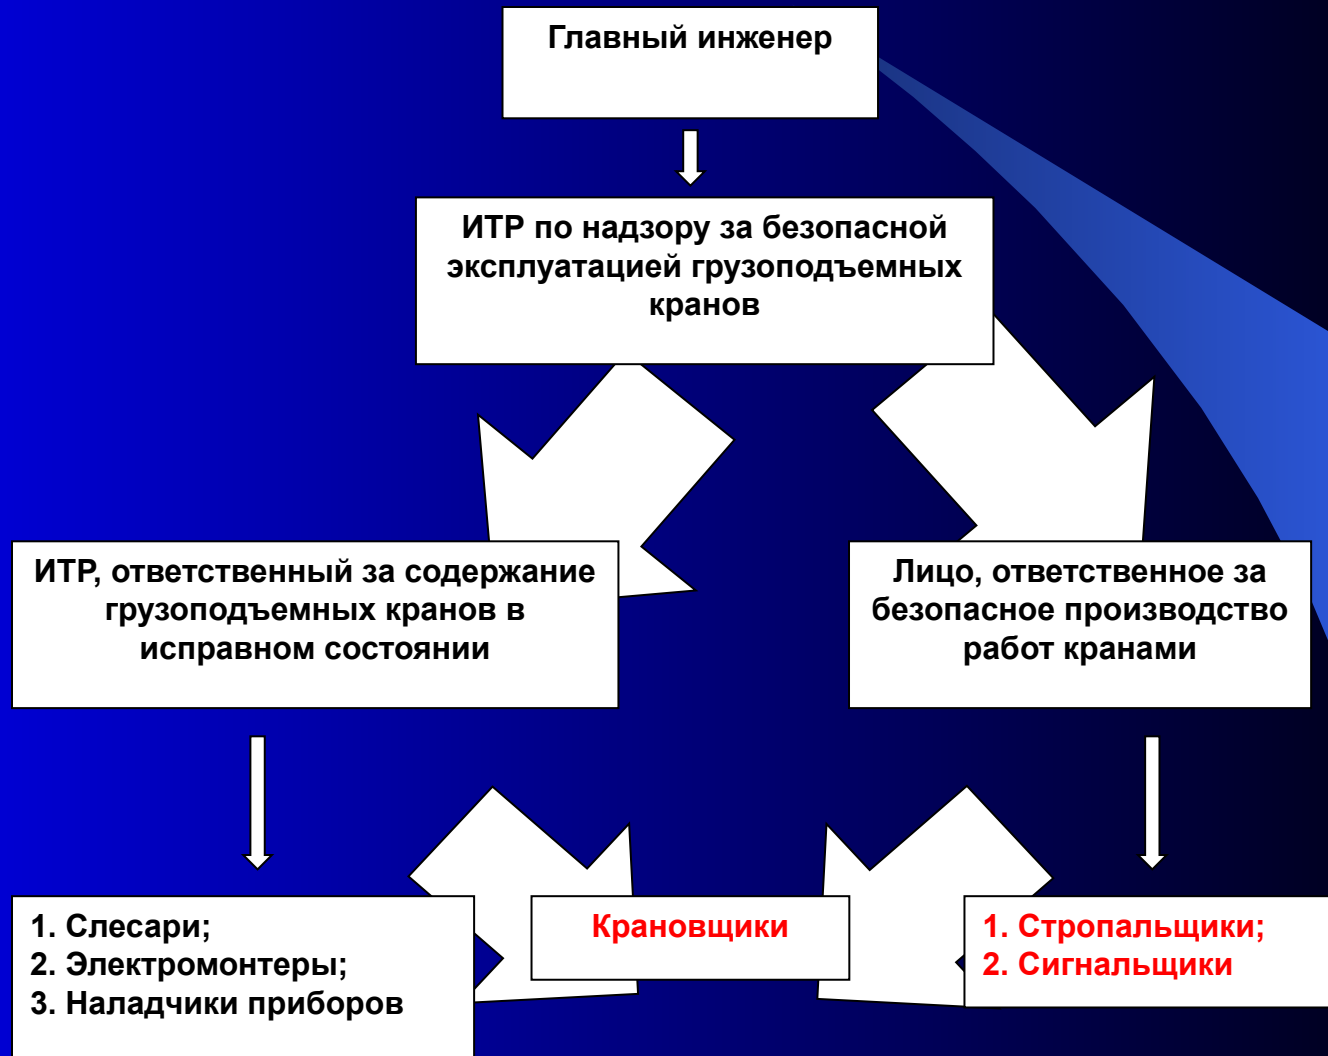 Главный инженер
ИТР по надзору за безопасной
эксплуатацией грузоподъемных
кранов
ИТР, ответственный за содержание
грузоподъемных кранов в
исправном состоянии
Лицо, ответственное за
безопасное производство
работ кранами
1. Слесари;
2. Электромонтеры;
3. Наладчики приборов
Крановщики
1. Стропальщики;
2. Сигнальщики